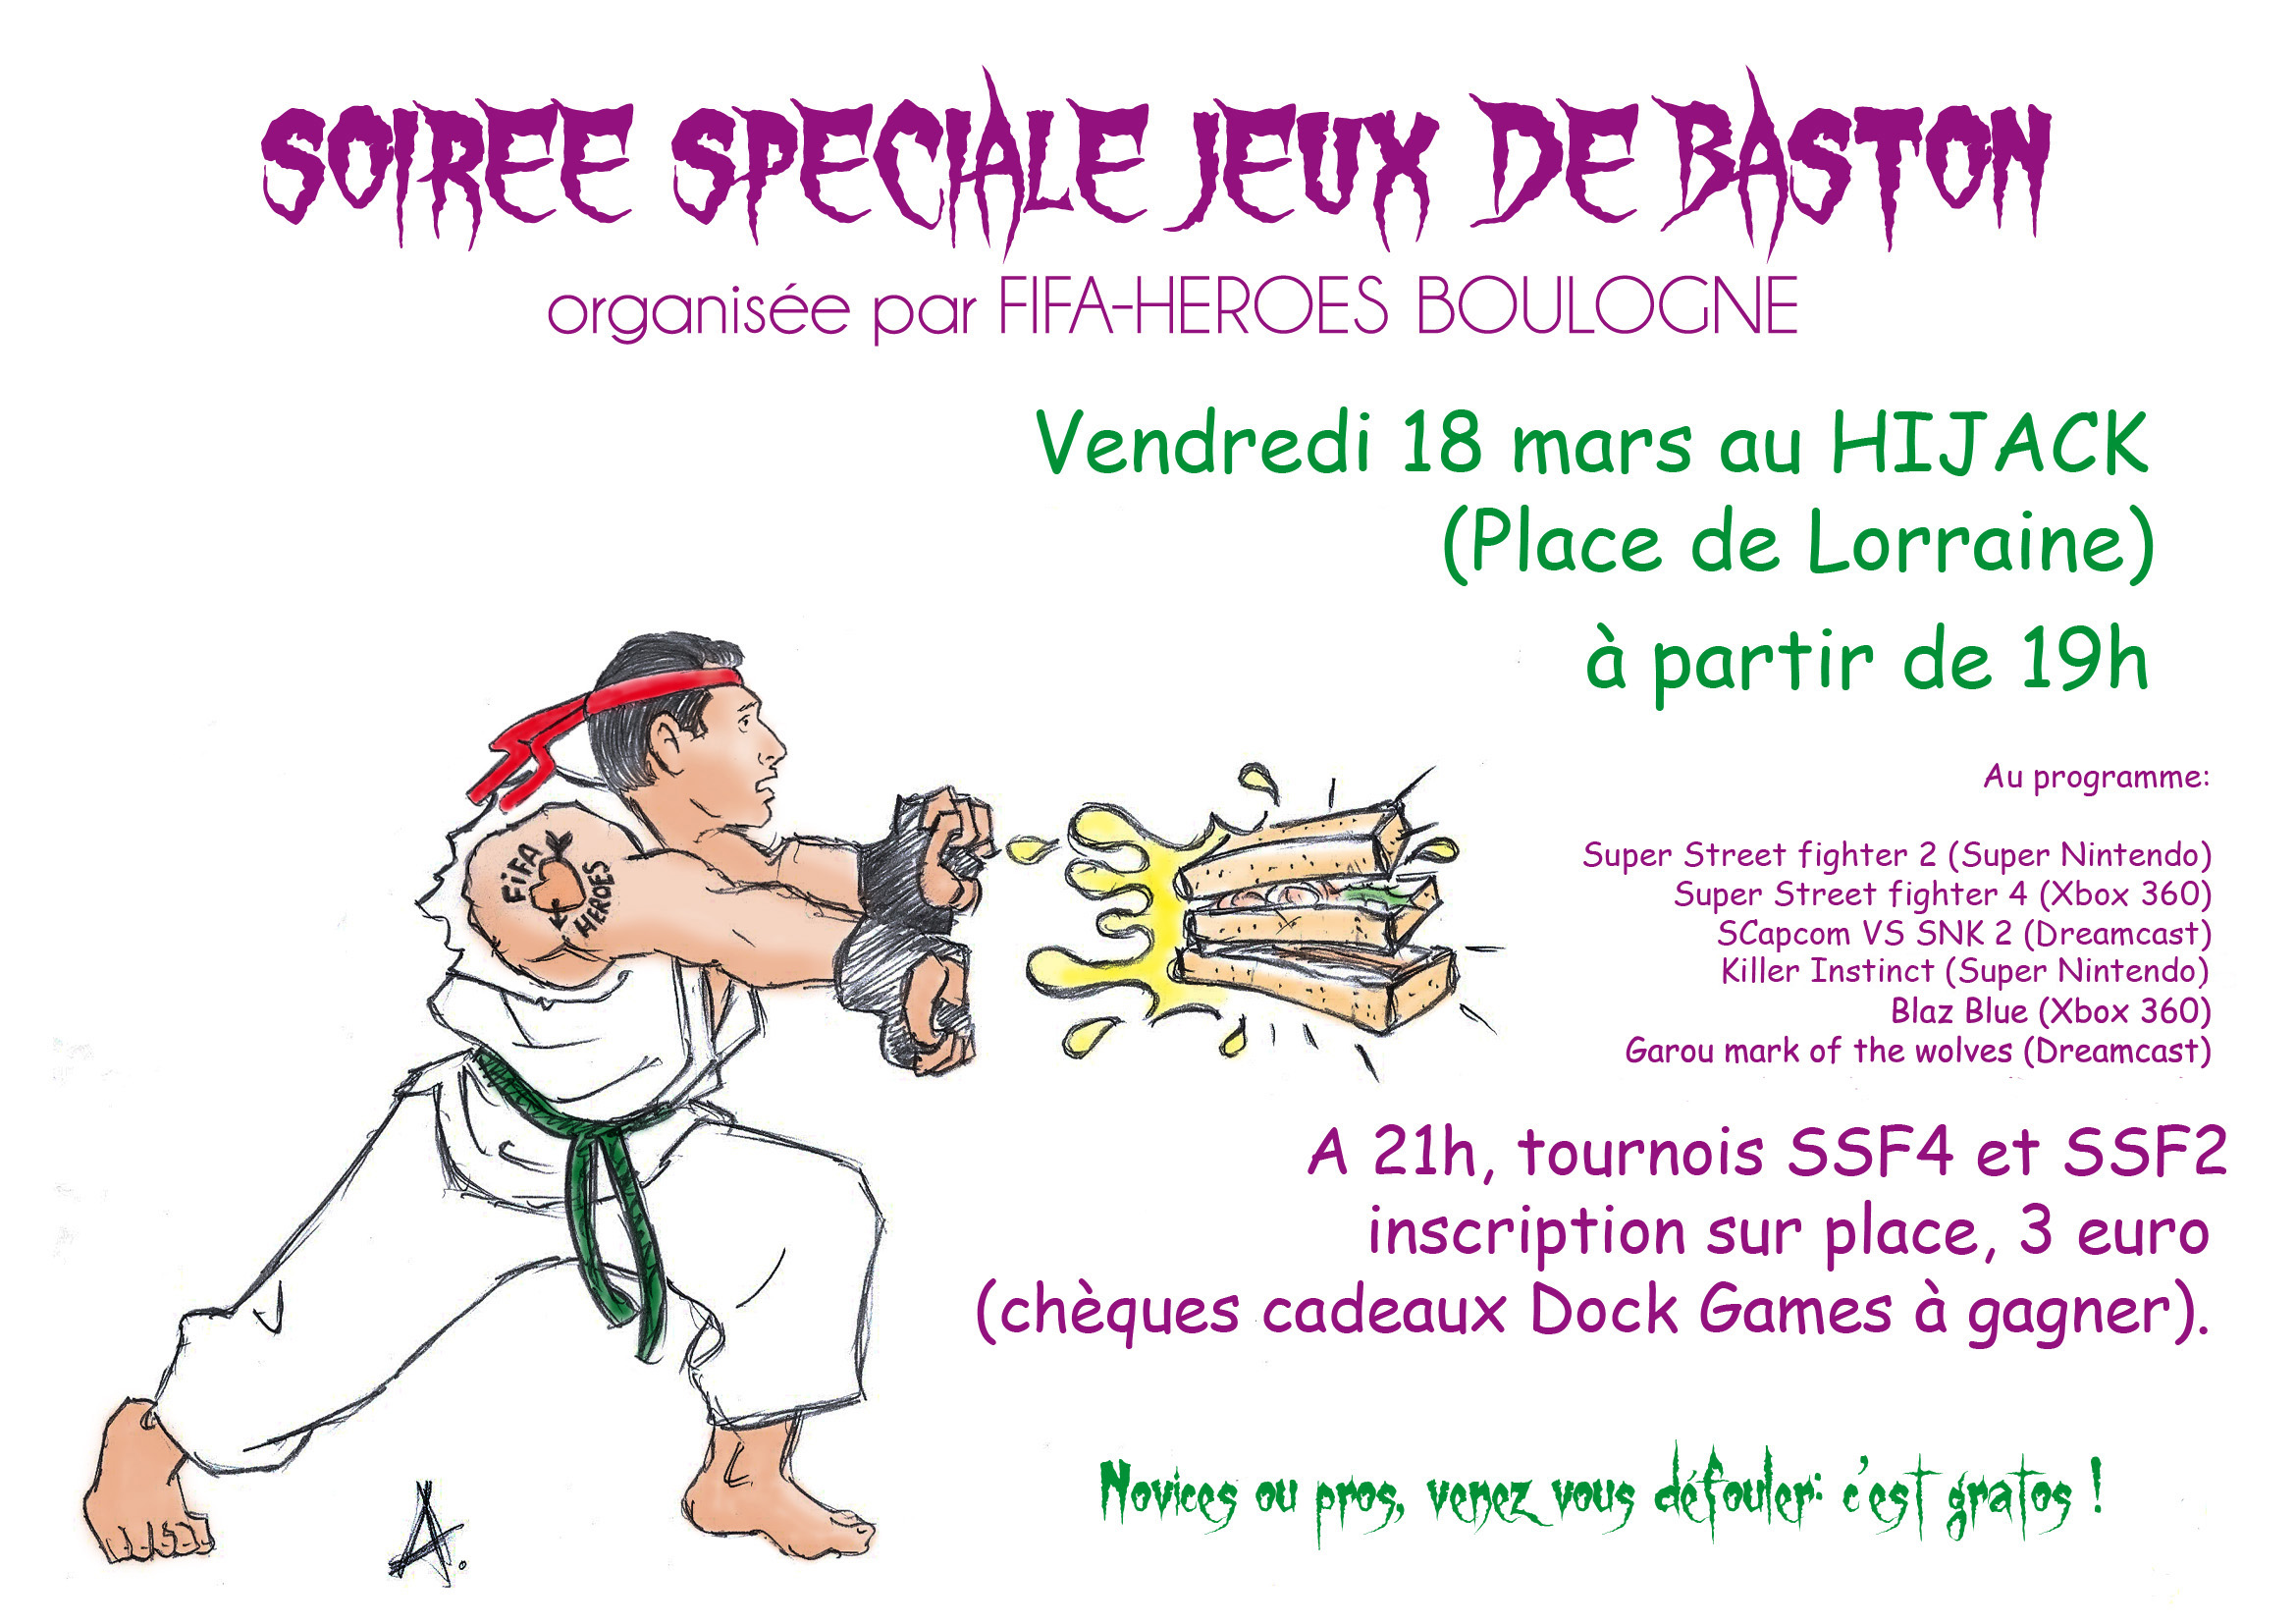 SOIREE SPECIALE JEUX DE BASTON
organisée par FIFA-HEROES BOULOGNE
Vendredi 18 mars au HIJACK
(Place de Lorraine)
à partir de 19h
FIFA
HEROES
Au programme:
Super Street fighter 2 (Super Nintendo)
Super Street fighter 4 (Xbox 360)
SCapcom VS SNK 2 (Dreamcast)
Killer Instinct (Super Nintendo)
Blaz Blue (Xbox 360)
Garou mark of the wolves (Dreamcast)
A 21h, tournois SSF4 et SSF2
inscription sur place, 3 euro
(chèques cadeaux Dock Games à gagner).
Novices ou pros, venez vous défouler: c'est gratos !
A.